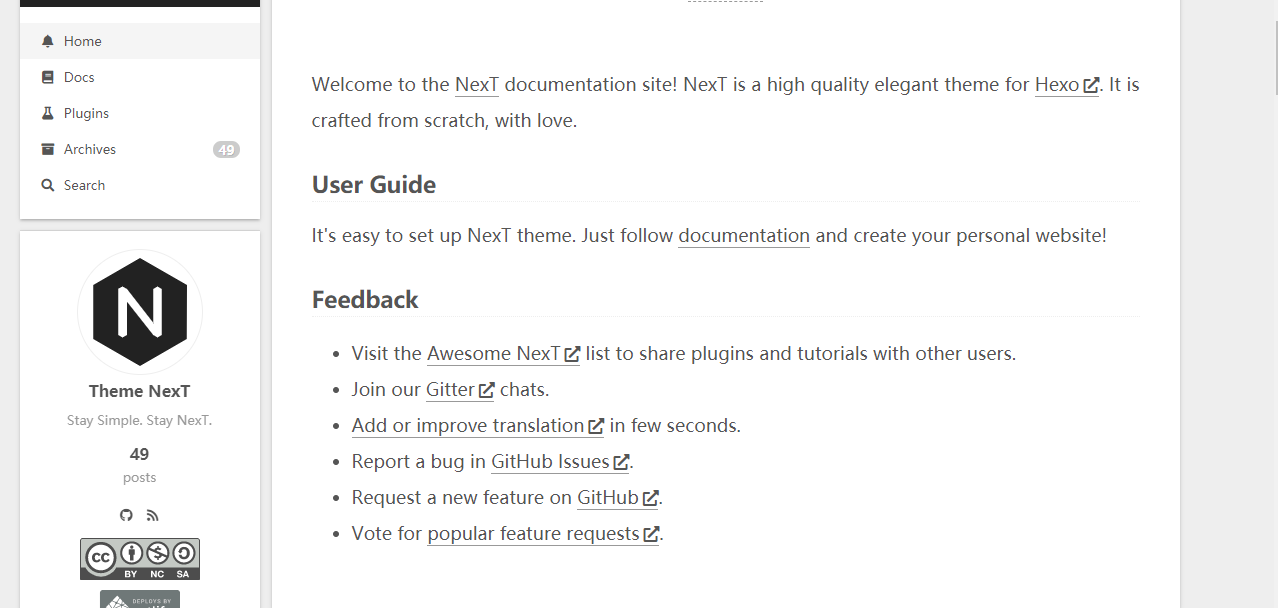 Home
Docs
Plugins
Archives 49
Search
N
Theme NexT
Stay Simple. Stay NexT.
49
posts
cc BY NC SA
DEPLOYS BY
Welcome to the NexT documentation site! NexT is a high quality elegant theme for Hexo. It is
crafted from scratch, with love.
User Guide
It's easy to set up NexT theme. Just follow documentation and create your personal website!
Feedback
Visit the Awesome NexT list to share plugins and tutorials with other users.
Join our Gitter chats.
Add or improve translation in few seconds.
Report a bug in GitHub Issues.
Request a new feature on GitHub.
Vote for popular feature requests.